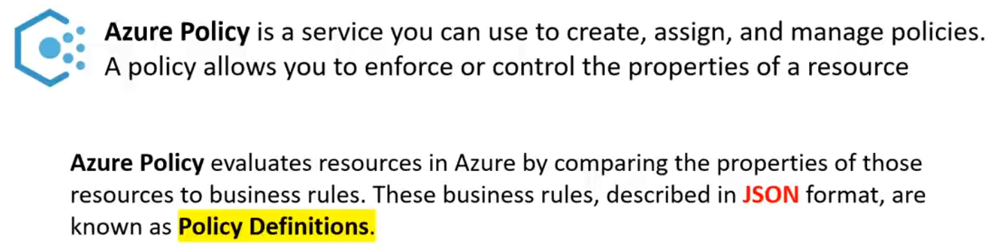 Azure Policy is a service you can use to create, assign, and manage policies.
A policy allows you to enforce or control the properties of a resource
Azure Policy evaluates resources in Azure by comparing the properties of those
resources to business rules. These business rules, described in JSON format, are
known as Policy Definitions.